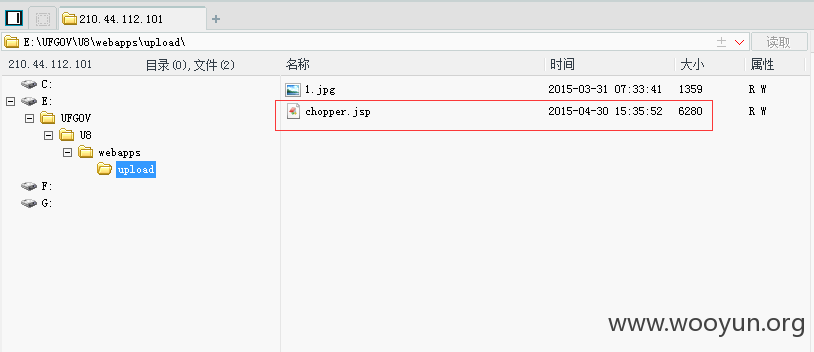 210.44.112.101
E:\UFGOV\U8\webapps\upload\ 读取
210.44.112.101 目录(0),文件(2) 名称 时间 大小 属性
C:
1.jpg 2015-03-31 07:33:41 1359 R W
E:
chopper.jsp 2015-04-30 15:35:52 6280 R W
UFGOV
U8
webapps
upload
F:
G:
www.wooyun.org